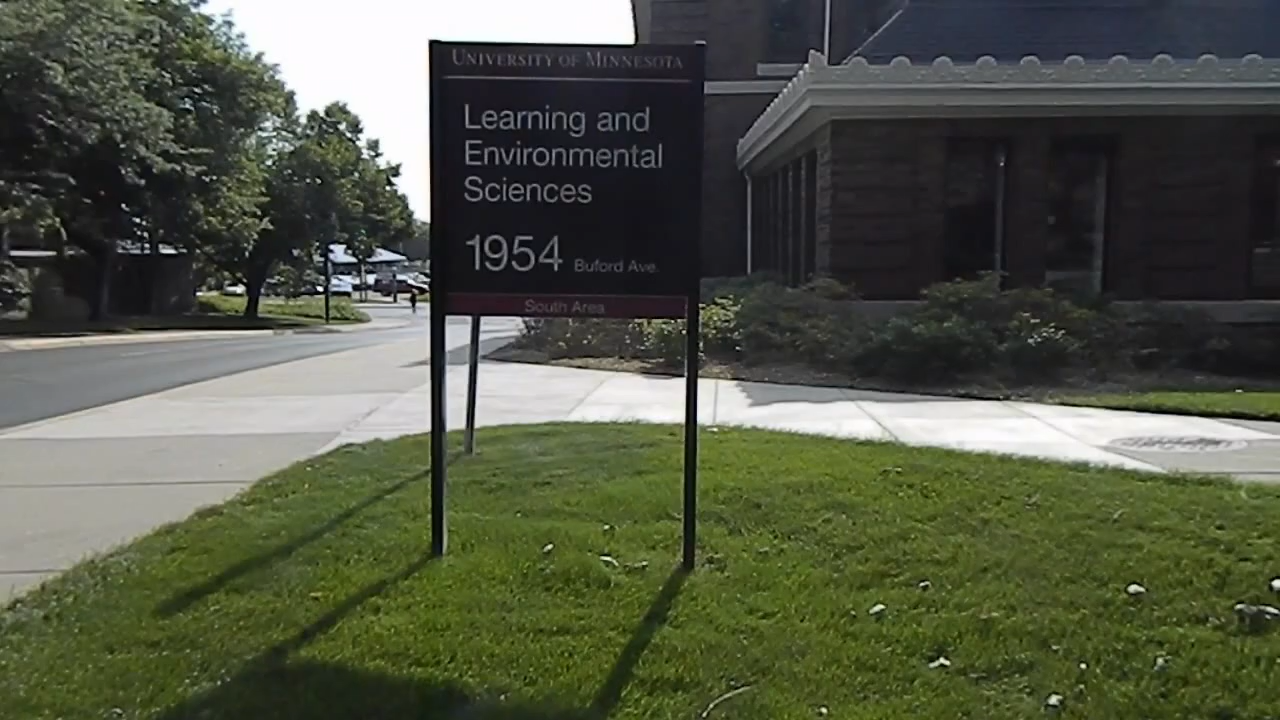 UNIVERSITY OF MINNESOTA
Learning and
Environmental
Sciences
1954 Buford Ave.
South Area